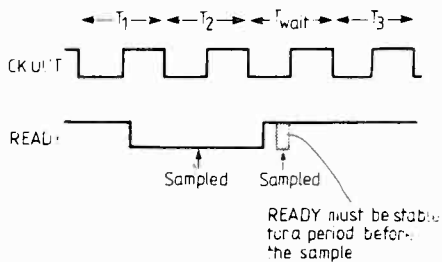 T1 T2 Twait T3
CK OUT
READY
Sampled Sampled
READY must be stable
for a period before
the sample